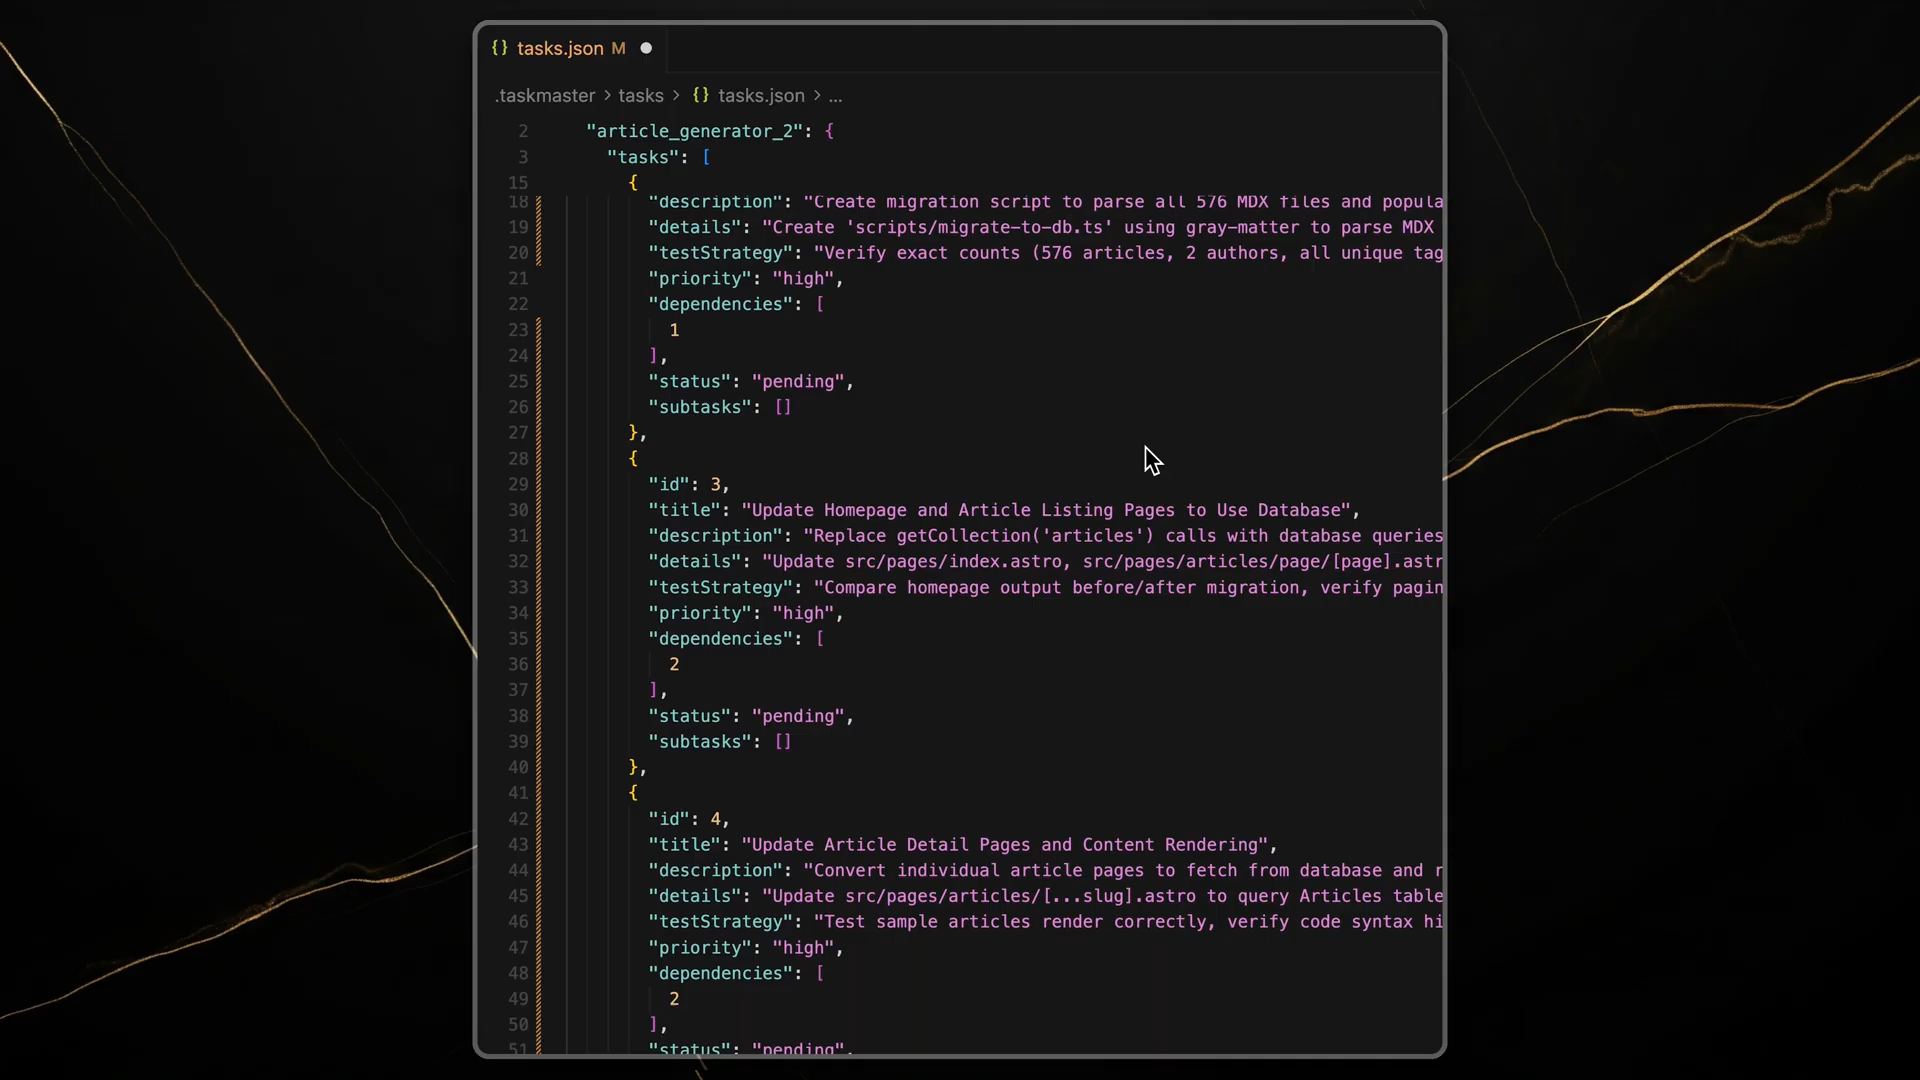 {} tasks.json M
.taskmaster > tasks > {} tasks.json > ...
2 "article_generator_2": {
3 "tasks": [
15 {
18 "description": "Create migration script to parse all 576 MDX files and popula
19 "details": "Create 'scripts/migrate-to-db.ts' using gray-matter to parse MDX
20 "testStrategy": "Verify exact counts (576 articles, 2 authors, all unique tag
21 "priority": "high",
22 "dependencies": [
23 1
24 ],
25 "status": "pending",
26 "subtasks": []
27 },
28 {
29 "id": 3,
30 "title": "Update Homepage and Article Listing Pages to Use Database",
31 "description": "Replace getCollection('articles') calls with database queries
32 "details": "Update src/pages/index.astro, src/pages/articles/page/[page].astr
33 "testStrategy": "Compare homepage output before/after migration, verify pagin
34 "priority": "high",
35 "dependencies": [
36 2
37 ],
38 "status": "pending",
39 "subtasks": []
40 },
41 {
42 "id": 4,
43 "title": "Update Article Detail Pages and Content Rendering",
44 "description": "Convert individual article pages to fetch from database and r
45 "details": "Update src/pages/articles/[...slug].astro to query Articles table
46 "testStrategy": "Test sample articles render correctly, verify code syntax hi
47 "priority": "high",
48 "dependencies": [
49 2
50 ],
51 "status": "pending",